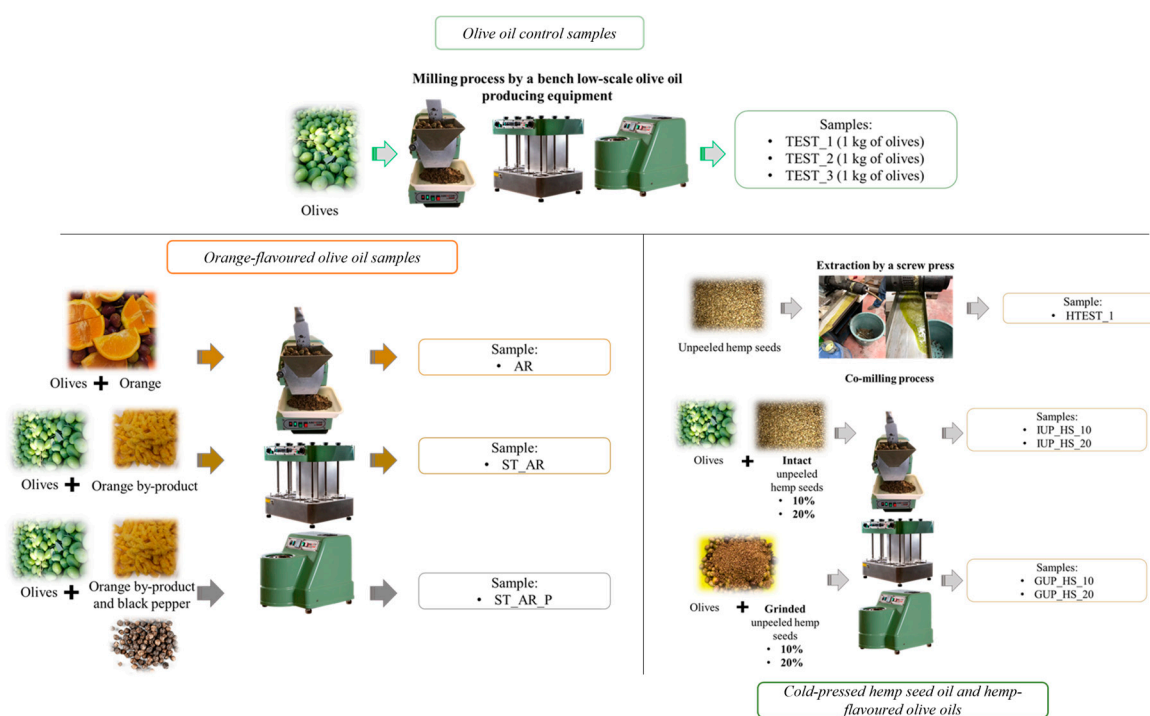 Olive oil control samples
Milling process by a bench low-scale olive oil
producing equipment
Olives
Samples:
• TEST_1 (1 kg of olives)
• TEST_2 (1 kg of olives)
• TEST_3 (1 kg of olives)
Orange-flavoured olive oil samples
Olives + Orange
Sample:
• AR
Olives + Orange by-product
Sample:
• ST_AR
Olives + Orange by-product
and black pepper
Sample:
• ST_AR_P
Extraction by a screw press
Unpeeled hemp seeds
Sample:
• HTEST_1
Co-milling process
Olives + Intact
unpeeled
hemp seeds
• 10%
• 20%
Samples:
• IUP_HS_10
• IUP_HS_20
Olives + Grinded
unpeeled hemp
seeds
• 10%
• 20%
Samples:
• GUP_HS_10
• GUP_HS_20
Cold-pressed hemp seed oil and hemp-
flavoured olive oils